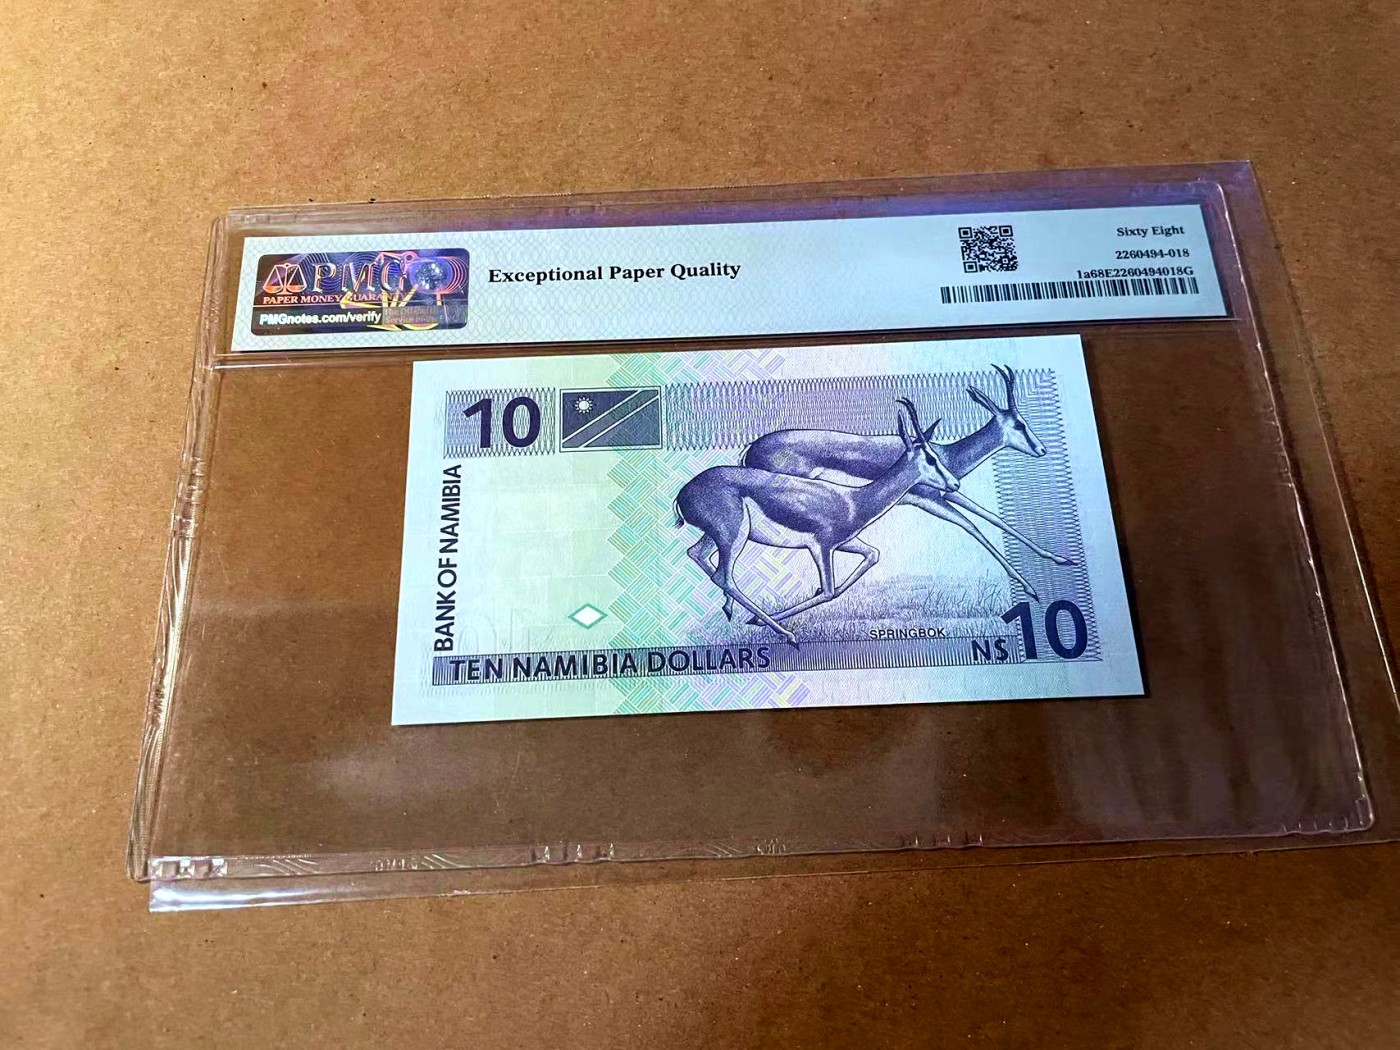 PMG
PAPER MONEY GUARAN
PMGnotes.com/verify
Exceptional Paper Quality
Sixty Eight
2260494-018
1a68E2260494018G
10
BANK OF NAMIBIA
SPRINGBOK
TEN NAMIBIA DOLLARS
N$ 10